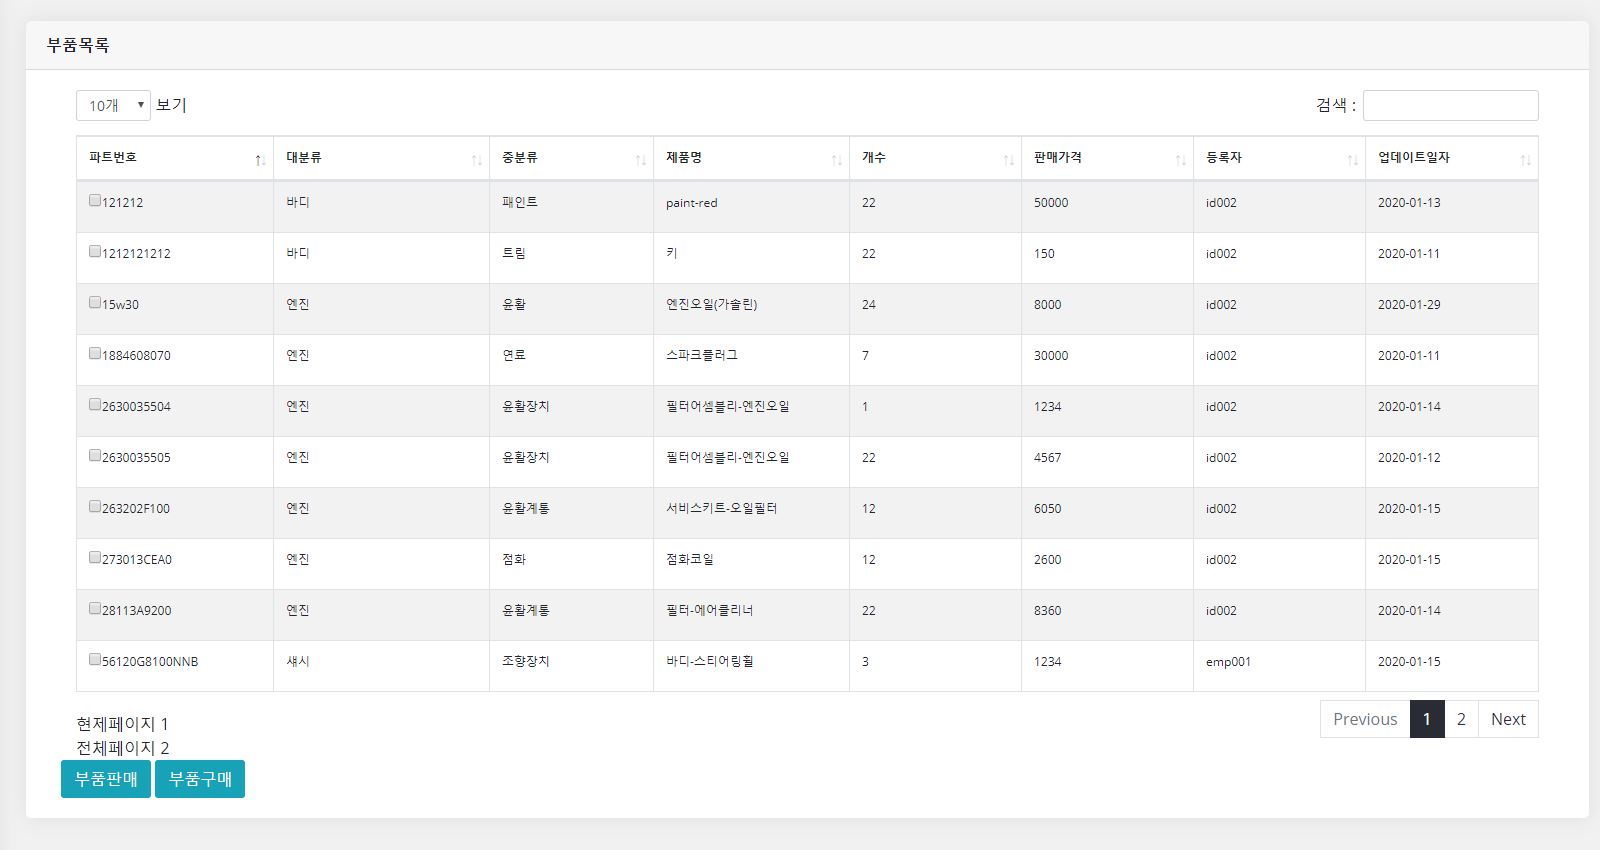 부품목록
10개 보기 검색 :
파트번호 대분류 중분류 제품명 개수 판매가격 등록자 업데이트일자
121212 바디 패인트 paint-red 22 50000 id002 2020-01-13
1212121212 바디 트림 키 22 150 id002 2020-01-11
15w30 엔진 윤활 엔진오일(가솔린) 24 8000 id002 2020-01-29
1884608070 엔진 연료 스파크플러그 7 30000 id002 2020-01-11
2630035504 엔진 윤활장치 필터어셈블리-엔진오일 1 1234 id002 2020-01-14
2630035505 엔진 윤활장치 필터어셈블리-엔진오일 22 4567 id002 2020-01-12
263202F100 엔진 윤활계통 서비스키트-오일필터 12 6050 id002 2020-01-15
273013CEA0 엔진 점화 점화코일 12 2600 id002 2020-01-15
28113A9200 엔진 윤활계통 필터-에어클리너 22 8360 id002 2020-01-14
56120G8100NNB 섀시 조향장치 바디-스티어링휠 3 1234 emp001 2020-01-15
현제페이지 1
전체페이지 2
Previous 1 2 Next
부품판매 부품구매